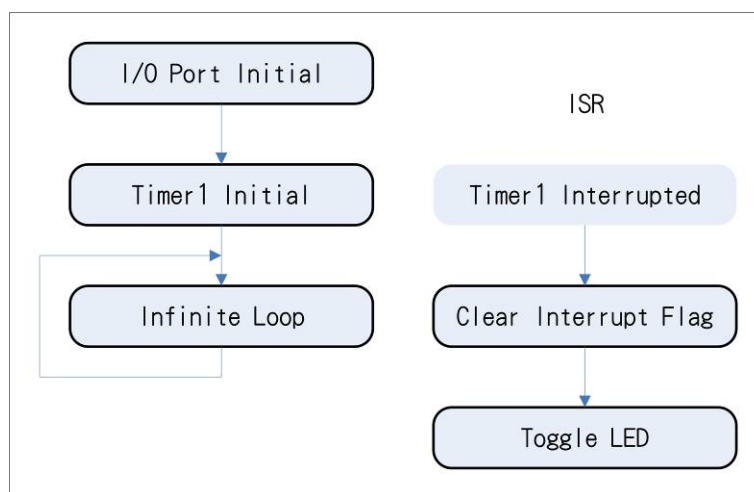 I/O Port Initial
Timer1 Initial
Infinite Loop
ISR
Timer1 Interrupted
Clear Interrupt Flag
Toggle LED